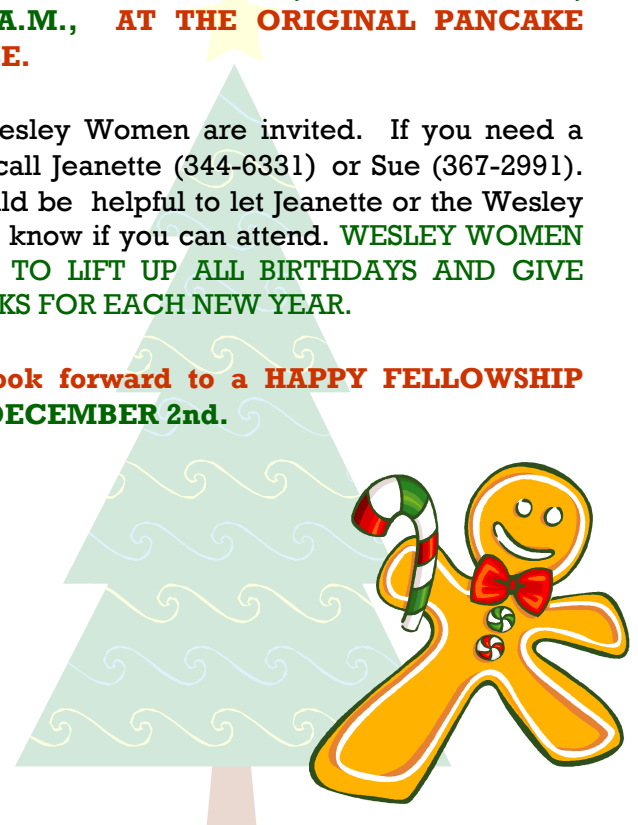 A.M., AT THE ORIGINAL PANCAKE
E.
esley Women are invited. If you need a
call Jeanette (344-6331) or Sue (367-2991).
ld be helpful to let Jeanette or the Wesley
know if you can attend. WESLEY WOMEN
TO LIFT UP ALL BIRTHDAYS AND GIVE
KS FOR EACH NEW YEAR.
ook forward to a HAPPY FELLOWSHIP
DECEMBER 2nd.